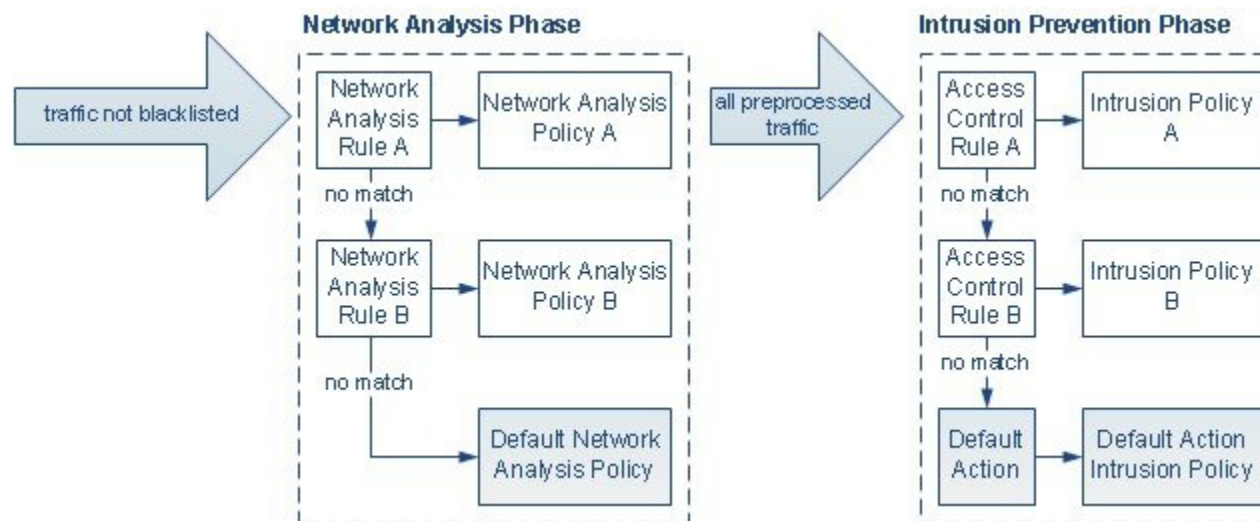 Network Analysis Phase
traffic not blacklisted
Network
Analysis
Rule A
Network Analysis
Policy A
no match
Network
Analysis
Rule B
Network Analysis
Policy B
no match
Default Network
Analysis Policy
all preprocessed
traffic
Intrusion Prevention Phase
Access
Control
Rule A
Intrusion Policy
A
no match
Access
Control
Rule B
Intrusion Policy
B
no match
Default
Action
Default Action
Intrusion Policy